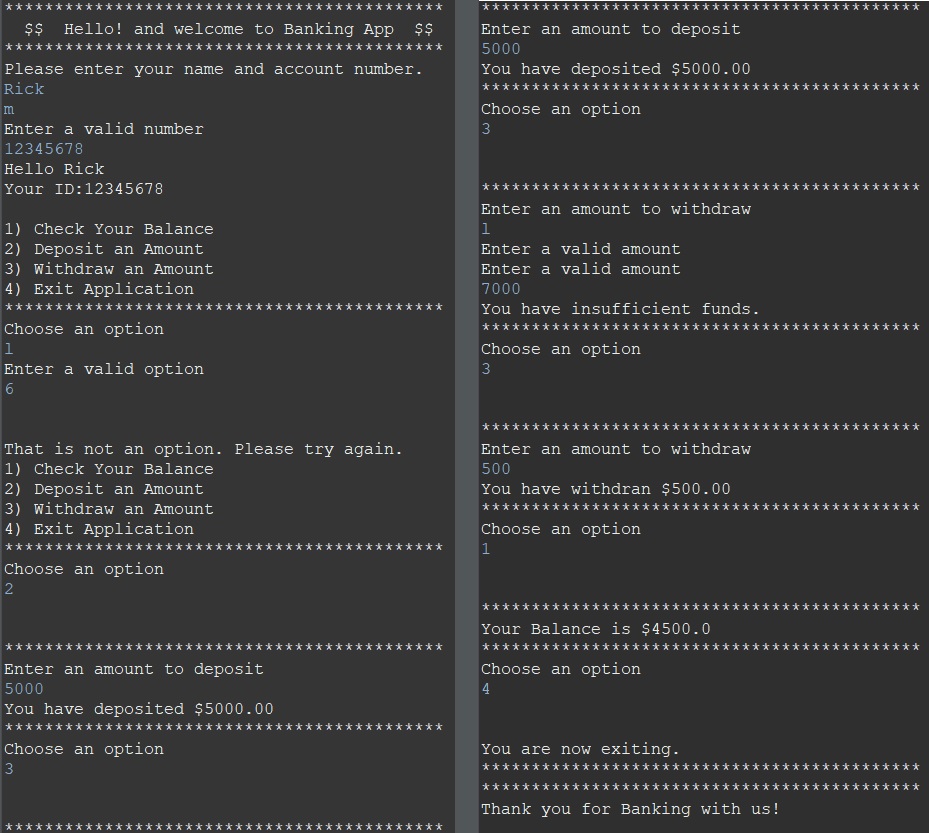 ********************************************
$$  Hello! and welcome to Banking App  $$
********************************************
Please enter your name and account number.
Rick
m
Enter a valid number
12345678
Hello Rick
Your ID:12345678
1) Check Your Balance
2) Deposit an Amount
3) Withdraw an Amount
4) Exit Application
********************************************
Choose an option
l
Enter a valid option
6
That is not an option. Please try again.
1) Check Your Balance
2) Deposit an Amount
3) Withdraw an Amount
4) Exit Application
********************************************
Choose an option
2
********************************************
Enter an amount to deposit
5000
You have deposited $5000.00
********************************************
Choose an option
3
********************************************
********************************************
Enter an amount to deposit
5000
You have deposited $5000.00
********************************************
Choose an option
3
********************************************
Enter an amount to withdraw
l
Enter a valid amount
Enter a valid amount
7000
You have insufficient funds.
********************************************
Choose an option
3
********************************************
Enter an amount to withdraw
500
You have withdran $500.00
********************************************
Choose an option
1
********************************************
Your Balance is $4500.0
********************************************
Choose an option
4
You are now exiting.
********************************************
********************************************
Thank you for Banking with us!